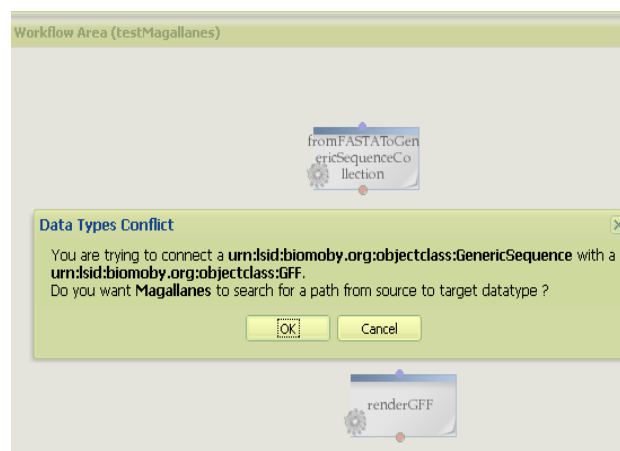 Workflow Area (testMagallanes)
fromFASTAToGen
ericSequenceCo
llection
Data Types Conflict
You are trying to connect a urn:lsid:biomoby.org:objectclass:GenericSequence with a
urn:lsid:biomoby.org:objectclass:GFF.
Do you want Magallanes to search for a path from source to target datatype ?
OK
Cancel
renderGFF